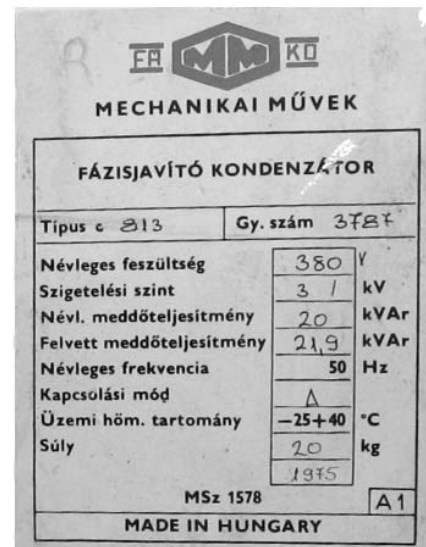 R
FA MM KO
MECHANIKAI MŰVEK
FÁZISJAVÍTÓ KONDENZÁTOR
Típus c 813 Gy. szám 3787
Névleges feszültség 380 V
Szigetelési szint 3 / kV
Névl. meddőteljesítmény 20 kVAr
Felvett meddőteljesítmény 21,9 kVAr
Névleges frekvencia 50 Hz
Kapcsolási mód Δ
Üzemi hőm. tartomány −25+40 °C
Súly 20 kg
1975
MSz 1578 A1
MADE IN HUNGARY